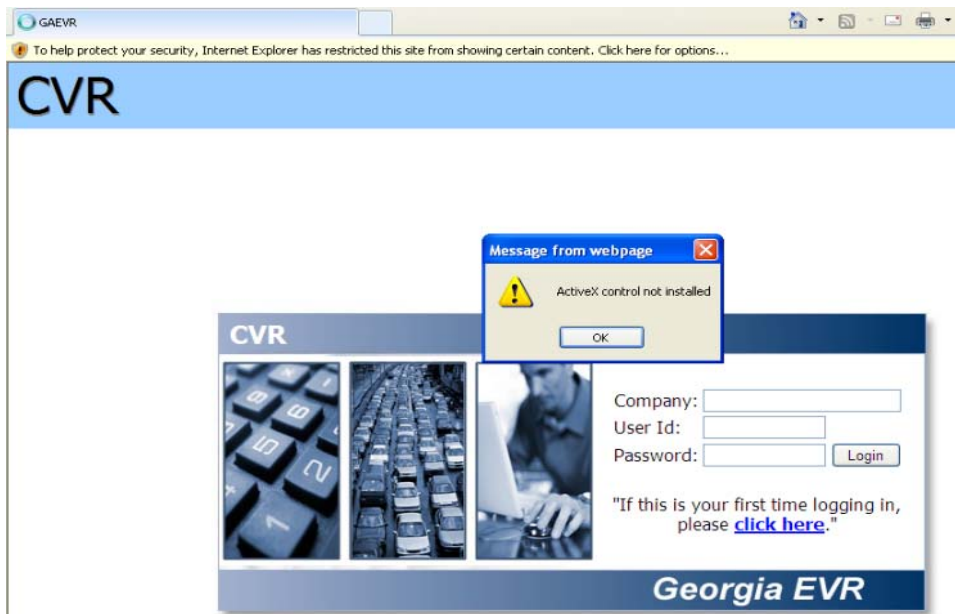 GAEVR
To help protect your security, Internet Explorer has restricted this site from showing certain content. Click here for options...
CVR
Message from webpage
ActiveX control not installed
OK
CVR
Company:
User Id:
Password:
Login
"If this is your first time logging in,
please click here."
Georgia EVR